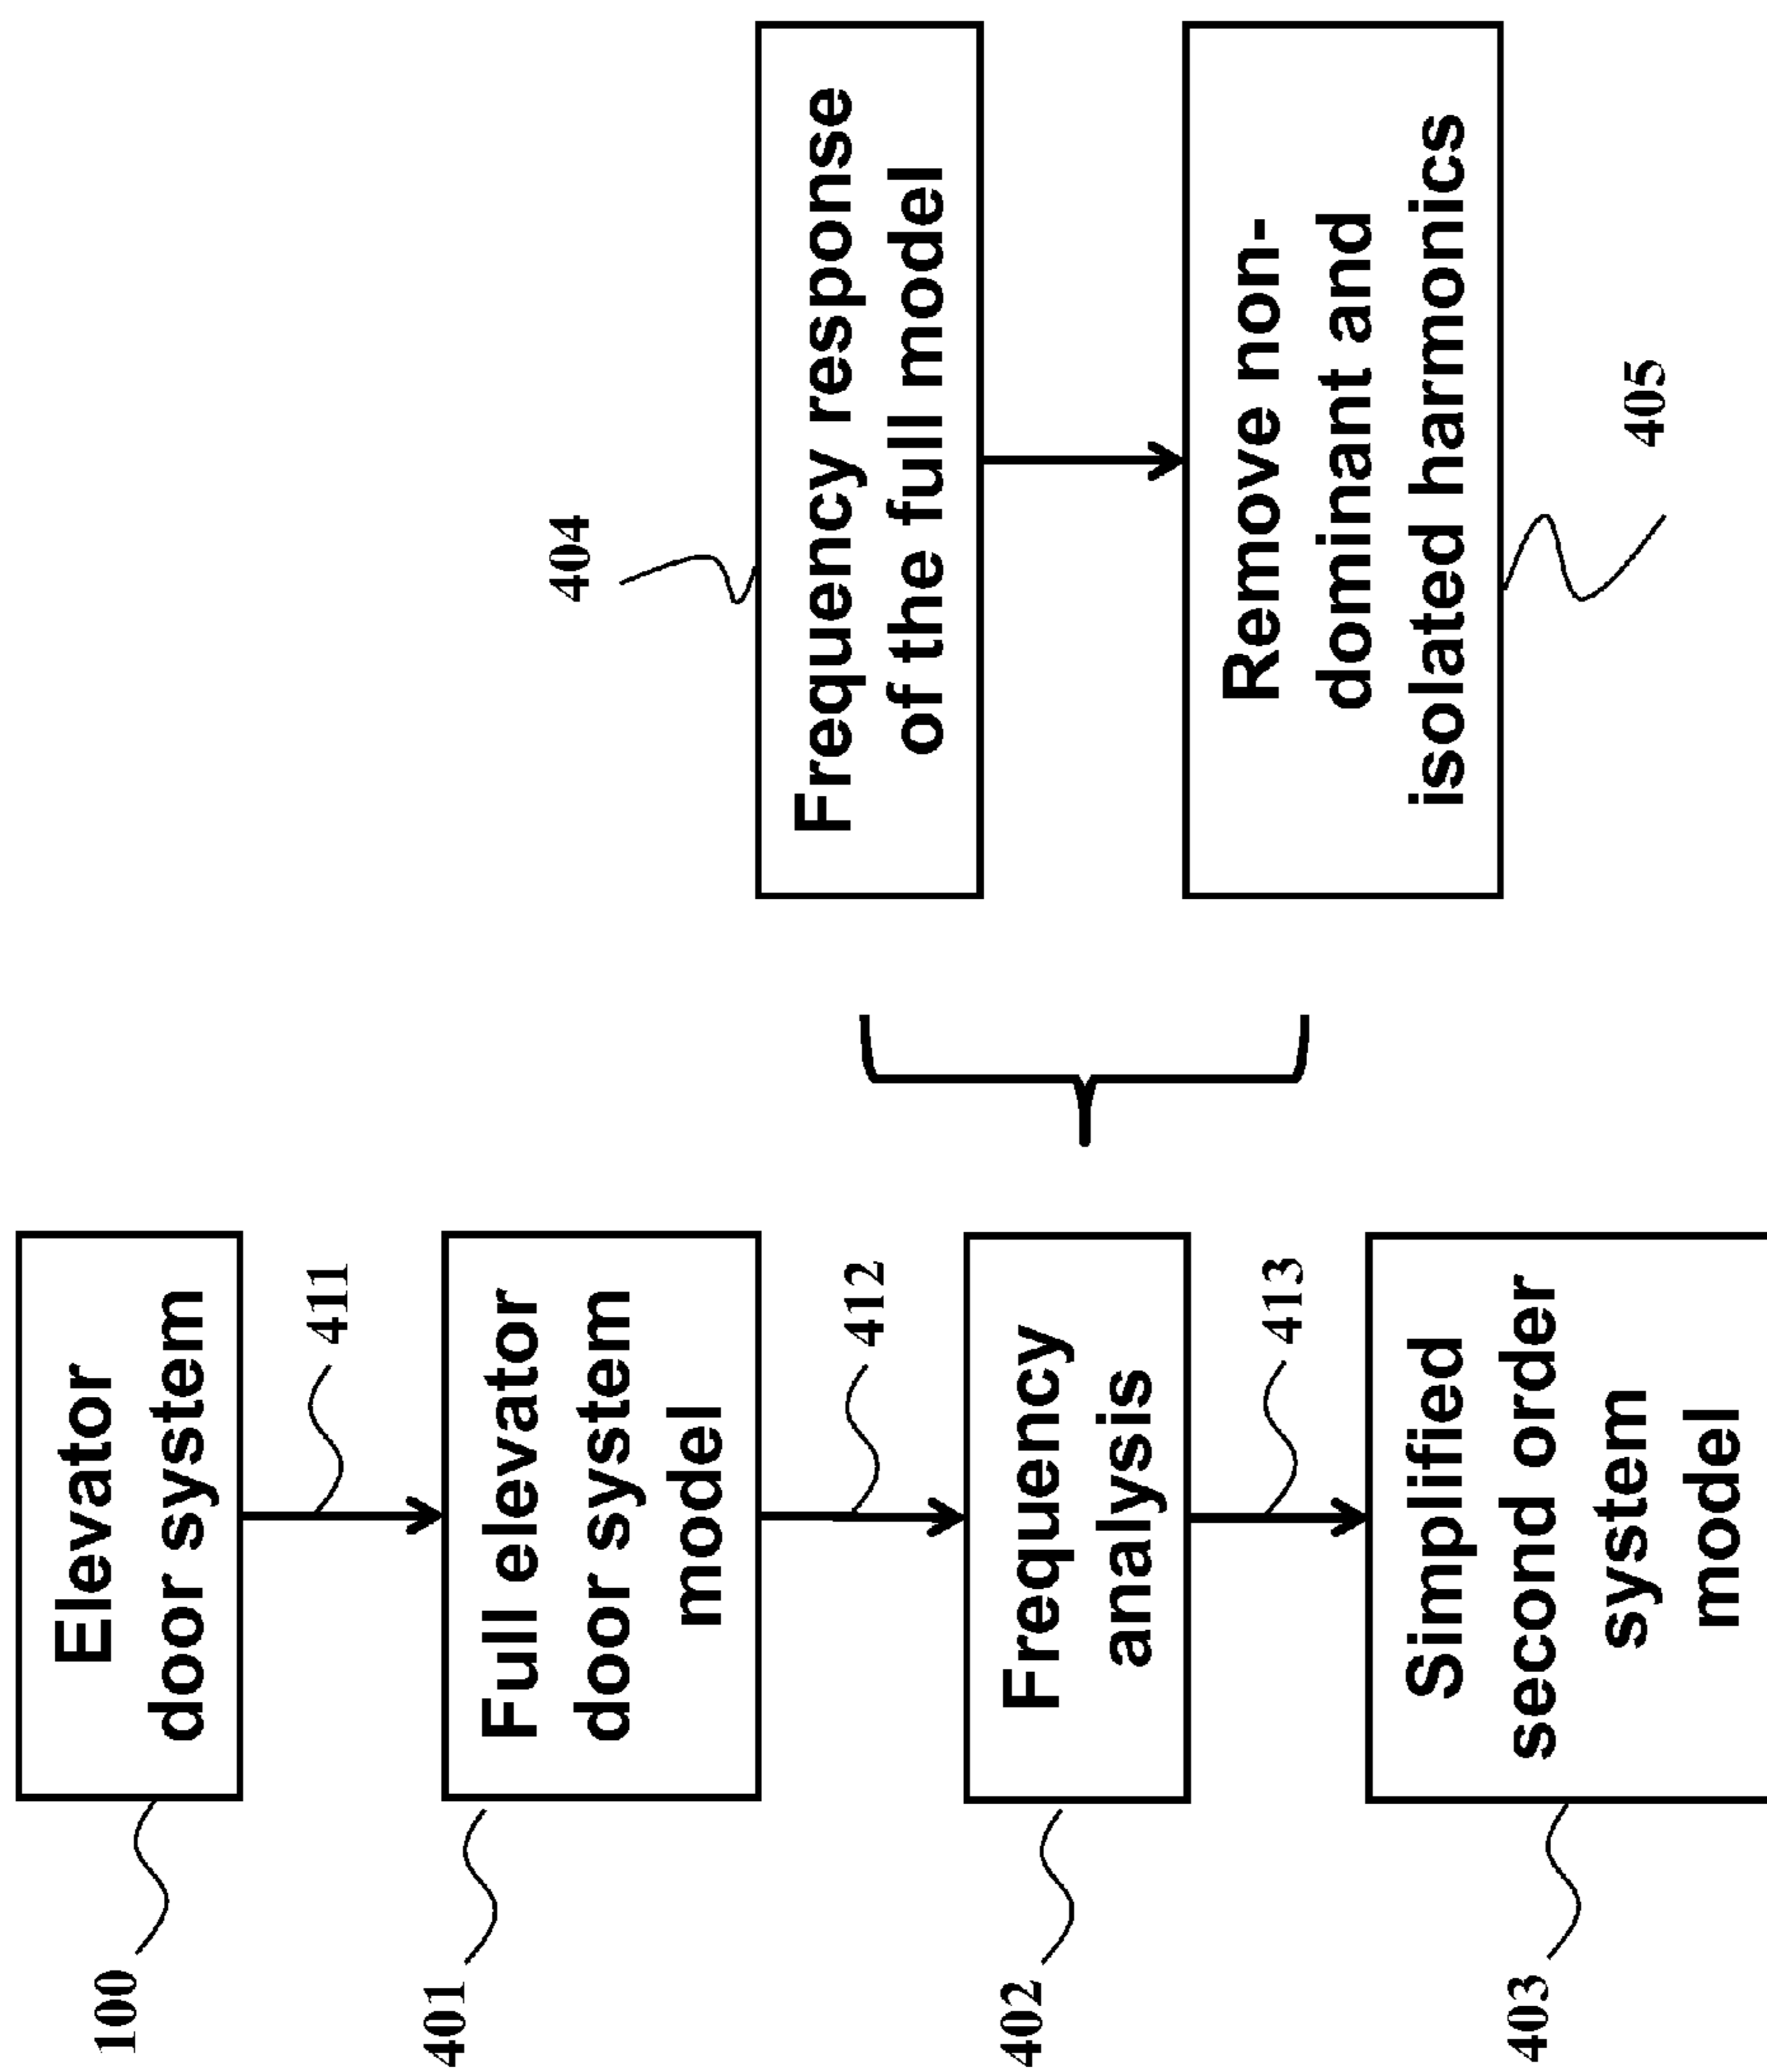 100
Elevator
door system
411
401
Full elevator
door system
model
412
402
Frequency
analysis
413
403
Simplified
second order
system
model
404
Frequency response
of the full model
Remove non-
dominant and
isolated harmonics
405